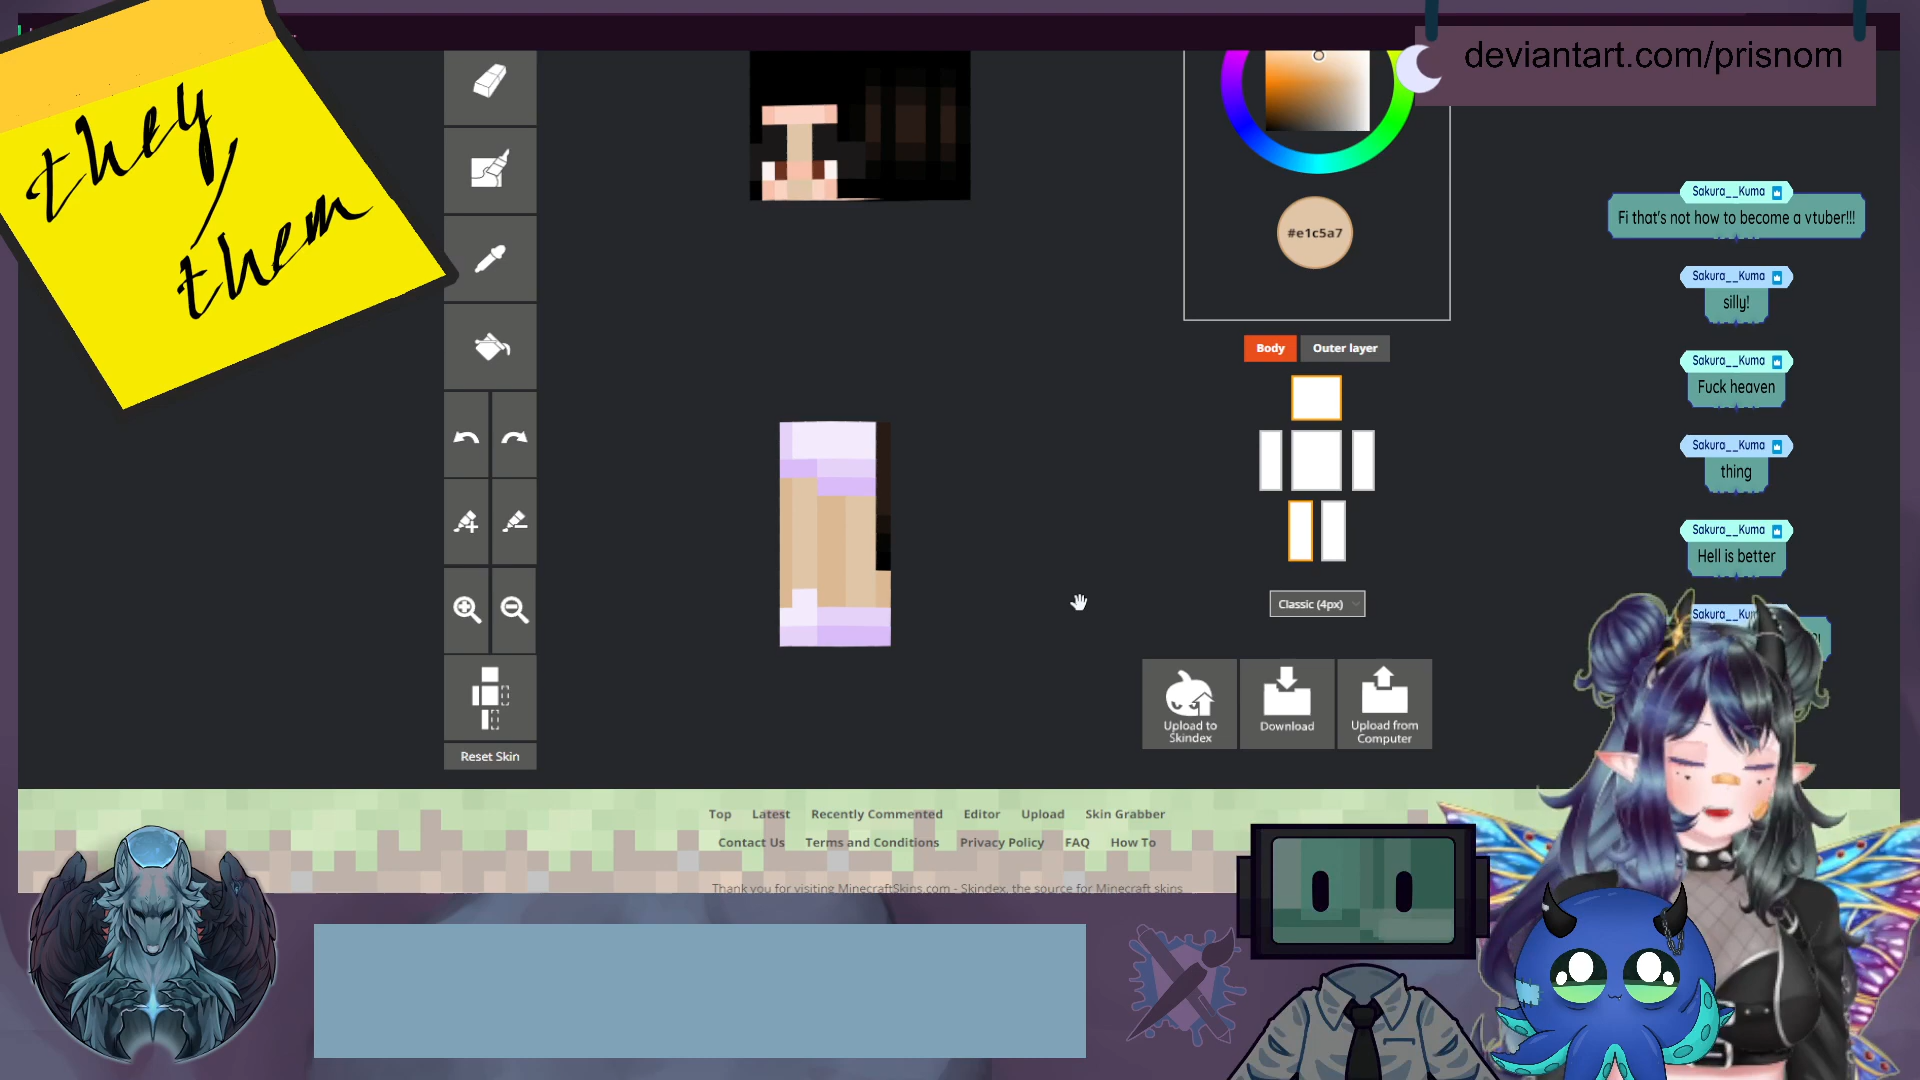 they
/
them
deviantart.com/prisnom
#e1c5a7
Body
Outer layer
Classic (4px)
Upload to
Skindex
Download
Upload from
Computer
Reset Skin
Sakura__Kuma
Fi that's not how to become a vtuber!!!
Sakura__Kuma
silly!
Sakura__Kuma
Fuck heaven
Sakura__Kuma
thing
Sakura__Kuma
Hell is better
Top Latest Recently Commented Editor Upload Skin Grabber
Contact Us Terms and Conditions Privacy Policy FAQ How To
Thank you for visiting MinecraftSkins.com - Skindex, the source for Minecraft skins